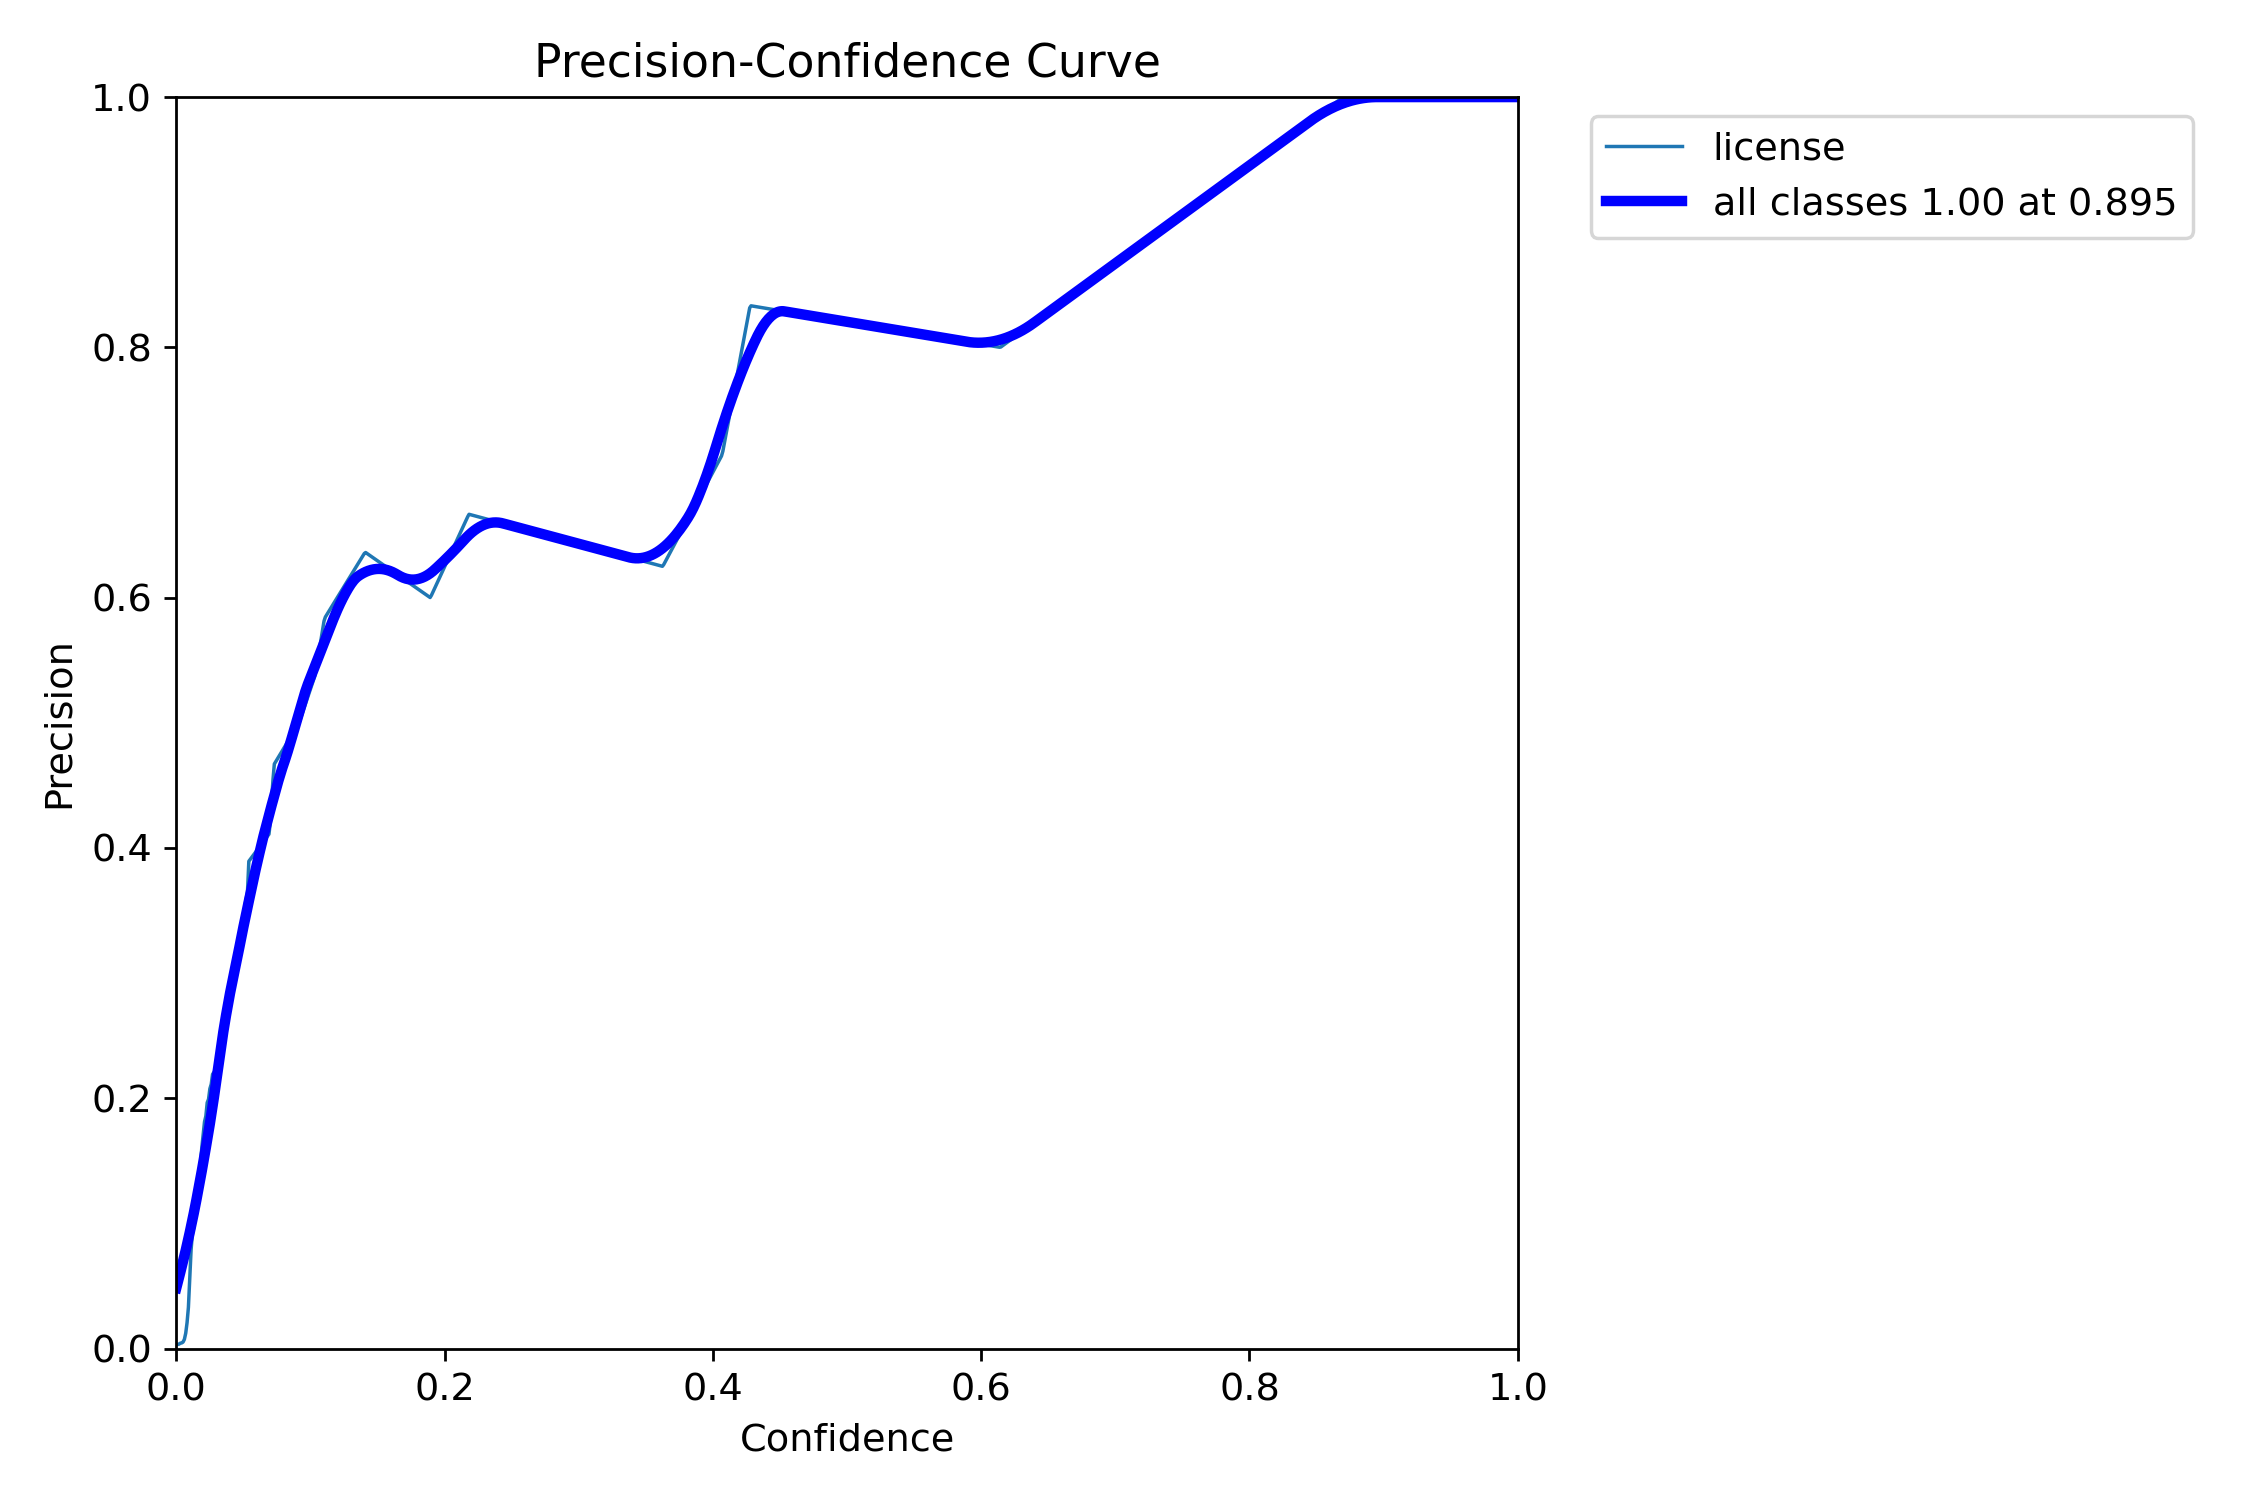 Precision-Confidence Curve
1.0
0.8
0.6
0.4
0.2
0.0
Precision
0.0 0.2 0.4 0.6 0.8 1.0
Confidence
license
all classes 1.00 at 0.895